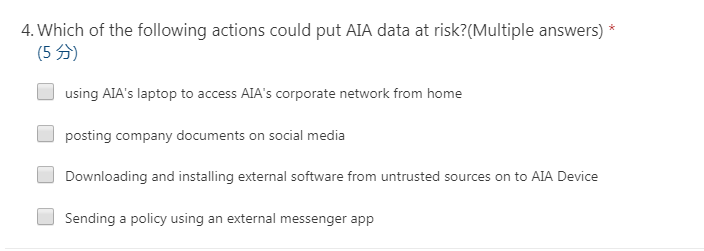 4. Which of the following actions could put AIA data at risk?(Multiple answers) *
(5 分)
using AIA's laptop to access AIA's corporate network from home
posting company documents on social media
Downloading and installing external software from untrusted sources on to AIA Device
Sending a policy using an external messenger app